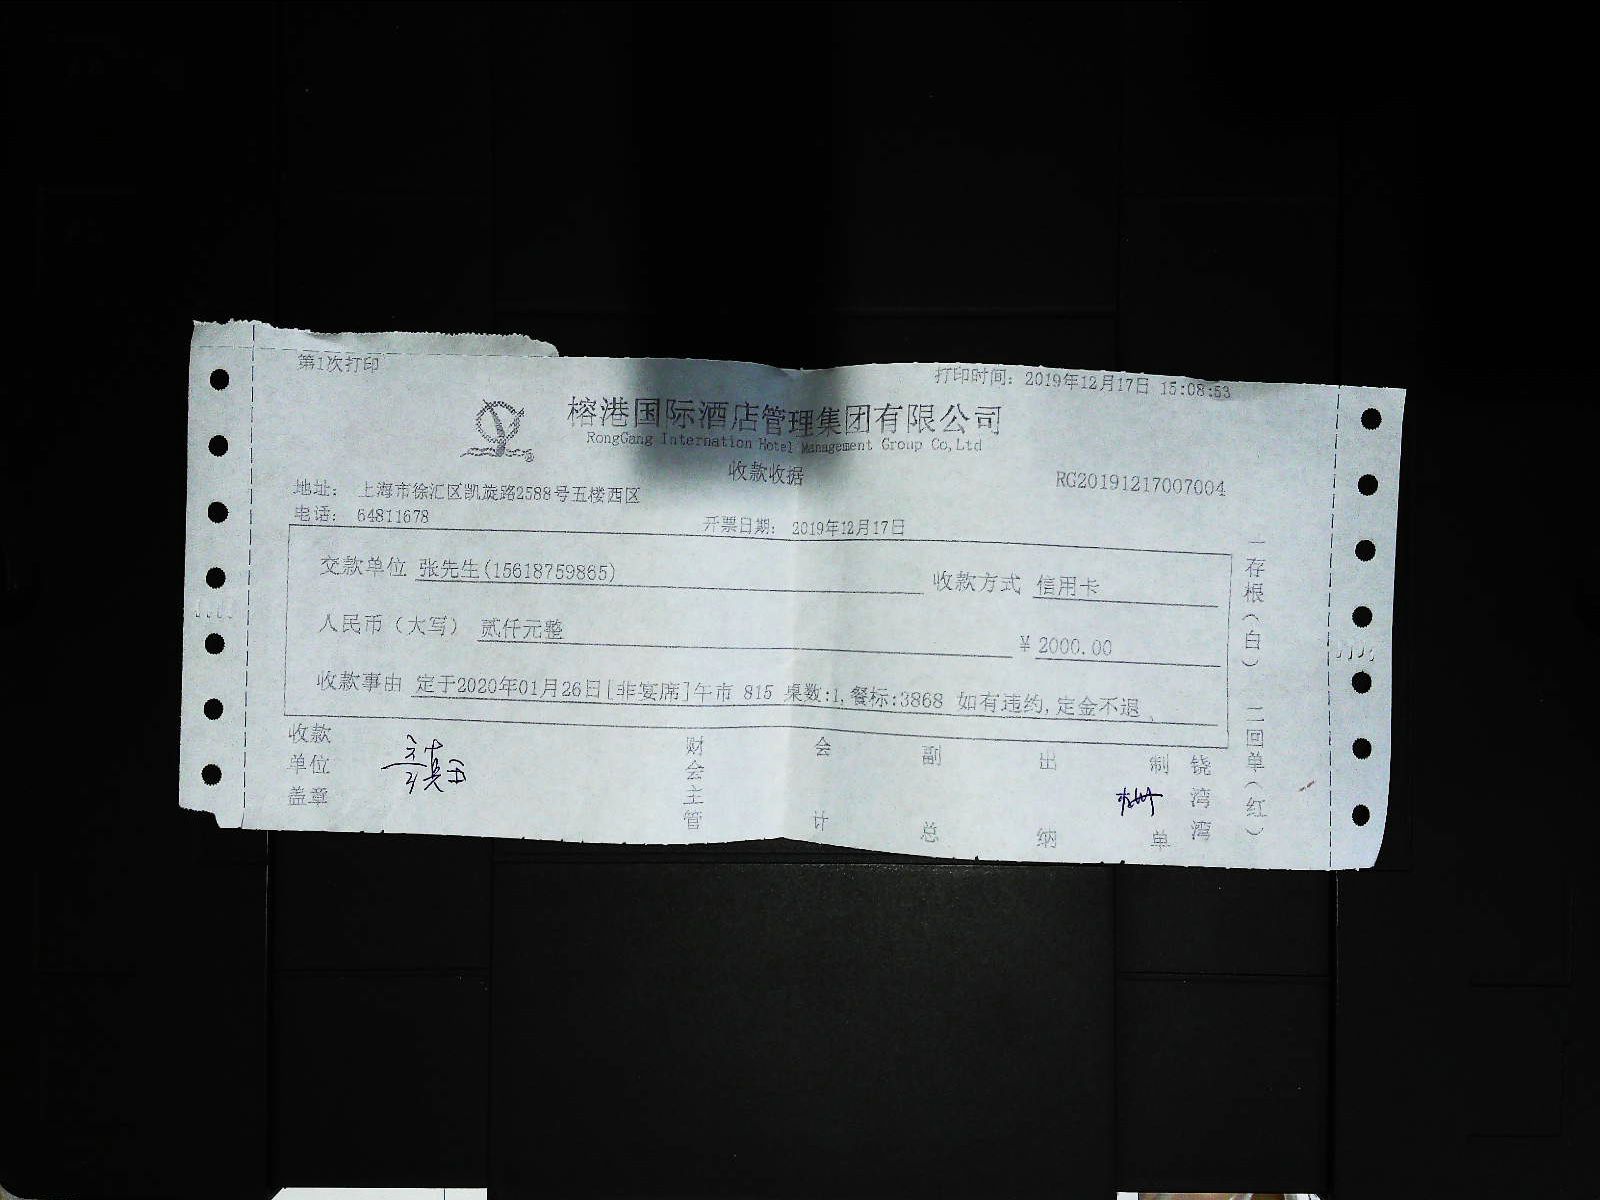 第1次打印
打印时间：2019年12月17日 15:08:53
榕港国际酒店管理集团有限公司
RongGang Internation Hotel Management Group Co,Ltd
收款收据
RG20191217007004
地址： 上海市徐汇区凯旋路2588号五楼西区
电话： 64811678
开票日期： 2019年12月17日
交款单位 张先生(15618759865)
收款方式 信用卡
人民币（大写） 贰仟元整
￥2000.00
收款事由 定于2020年01月26日[非宴席]午市 815 桌数:1,餐标:3868 如有违约,定金不退
收款单位盖章
财会主管
会计
副总
出纳
制单
饶湾湾
一存根（白）
二回单（红）